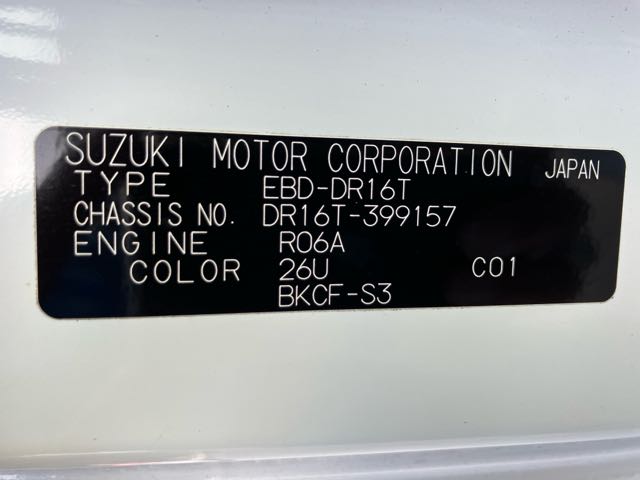 SUZUKI MOTOR CORPORATION JAPAN
TYPE EBD-DR16T
CHASSIS NO. DR16T-399157
ENGINE R06A
COLOR 26U C01
BKCF-S3